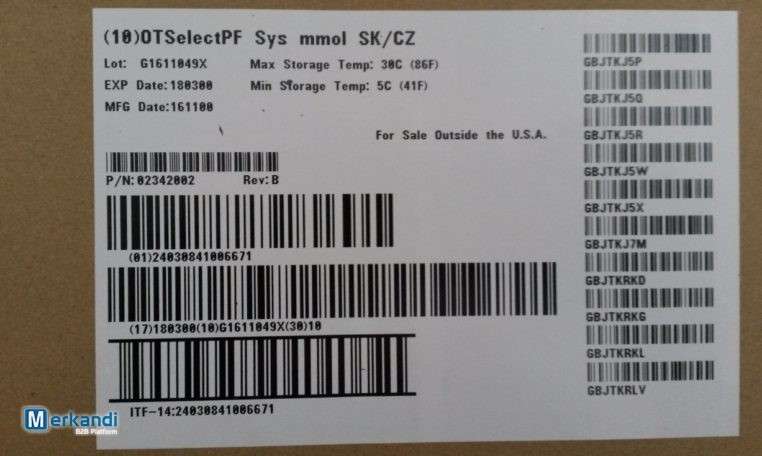 (10)OTSelectPF Sys mmol SK/CZ
Lot: G1611049X Max Storage Temp: 30C (86F)
EXP Date:180300 Min Storage Temp: 5C (41F)
MFG Date:161100
For Sale Outside the U.S.A.
P/N:02342002 Rev:B
(01)24030841006671
(17)180300(10)G1611049X(30)10
ITF-14:24030841006671
GBJTKJ5P
GBJTKJ5Q
GBJTKJ5R
GBJTKJ5W
GBJTKJ5X
GBJTKJ7M
GBJTKRKD
GBJTKRKG
GBJTKRKL
GBJTKRLV
Merkandi
B2B Platform